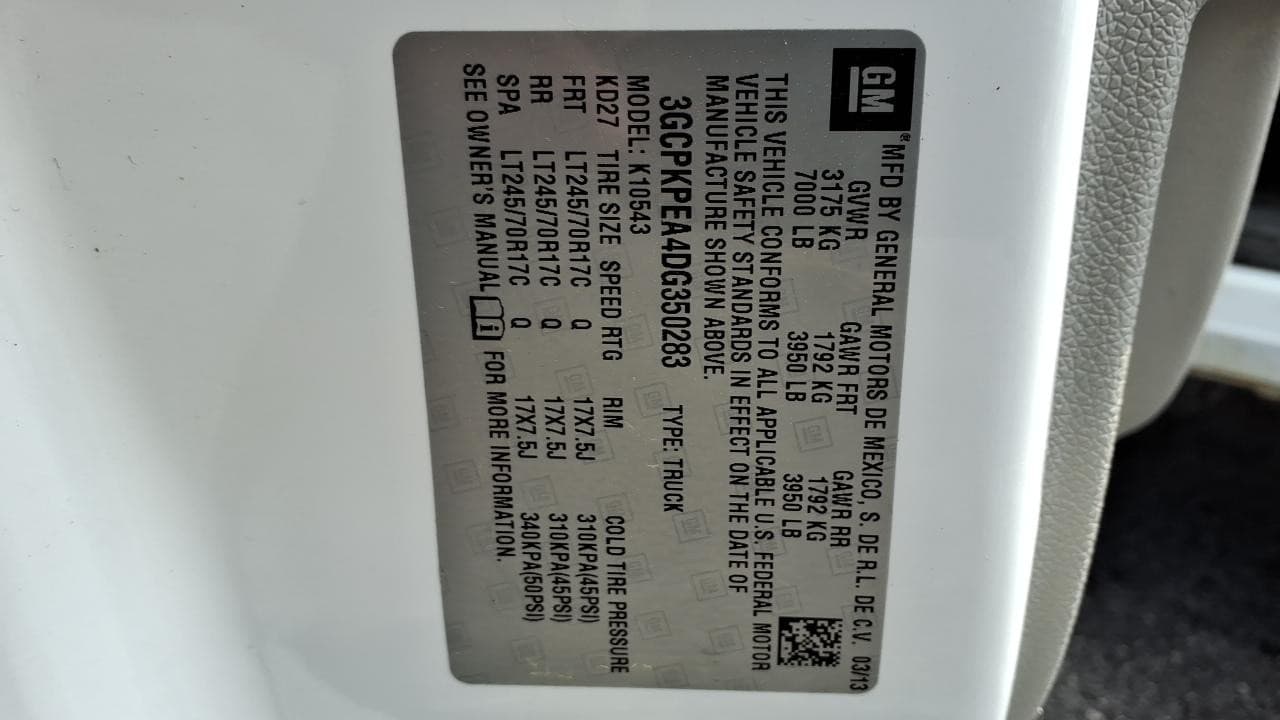 GM® MFD BY GENERAL MOTORS DE MEXICO, S. DE R.L. DE C.V. 03/13
GVWR GAWR FRT GAWR RR
3175 KG 1792 KG 1792 KG
7000 LB 3950 LB 3950 LB
THIS VEHICLE CONFORMS TO ALL APPLICABLE U.S. FEDERAL MOTOR
VEHICLE SAFETY STANDARDS IN EFFECT ON THE DATE OF
MANUFACTURE SHOWN ABOVE.
3GCPKPEA4DG350283 TYPE: TRUCK
MODEL: K10543
KD27 TIRE SIZE SPEED RTG RIM COLD TIRE PRESSURE
FRT LT245/70R17C Q 17X7.5J 310KPA(45PSI)
RR LT245/70R17C Q 17X7.5J 310KPA(45PSI)
SPA LT245/70R17C Q 17X7.5J 340KPA(50PSI)
SEE OWNER'S MANUAL i FOR MORE INFORMATION.